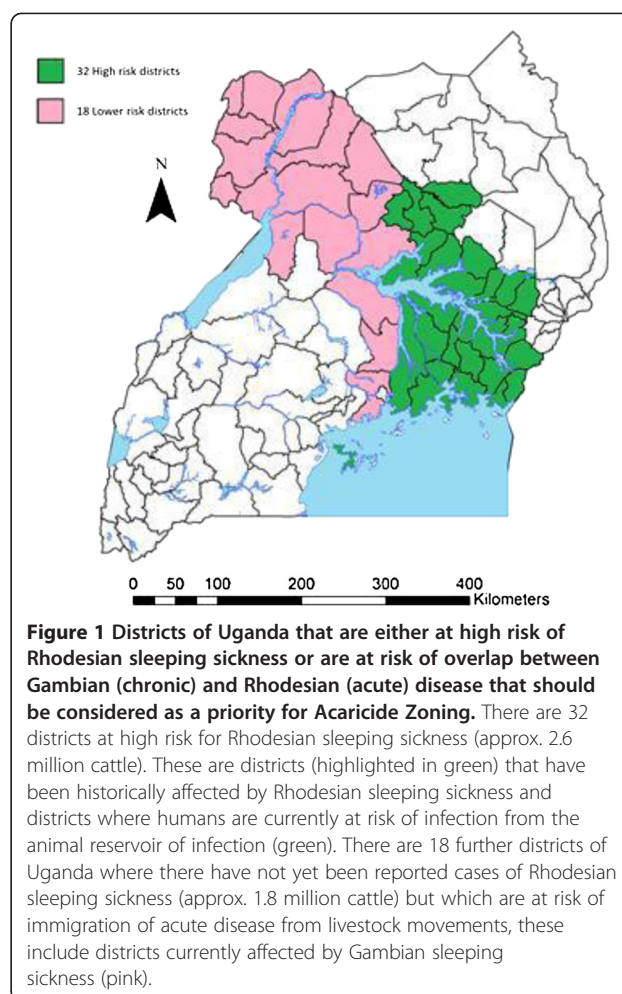 32 High risk districts
18 Lower risk districts
N
0 50 100 200 300 400
Kilometers
Figure 1 Districts of Uganda that are either at high risk of
Rhodesian sleeping sickness or are at risk of overlap between
Gambian (chronic) and Rhodesian (acute) disease that should
be considered as a priority for Acaricide Zoning. There are 32
districts at high risk for Rhodesian sleeping sickness (approx. 2.6
million cattle). These are districts (highlighted in green) that have
been historically affected by Rhodesian sleeping sickness and
districts where humans are currently at risk of infection from the
animal reservoir of infection (green). There are 18 further districts of
Uganda where there have not yet been reported cases of Rhodesian
sleeping sickness (approx. 1.8 million cattle) but which are at risk of
immigration of acute disease from livestock movements, these
include districts currently affected by Gambian sleeping
sickness (pink).